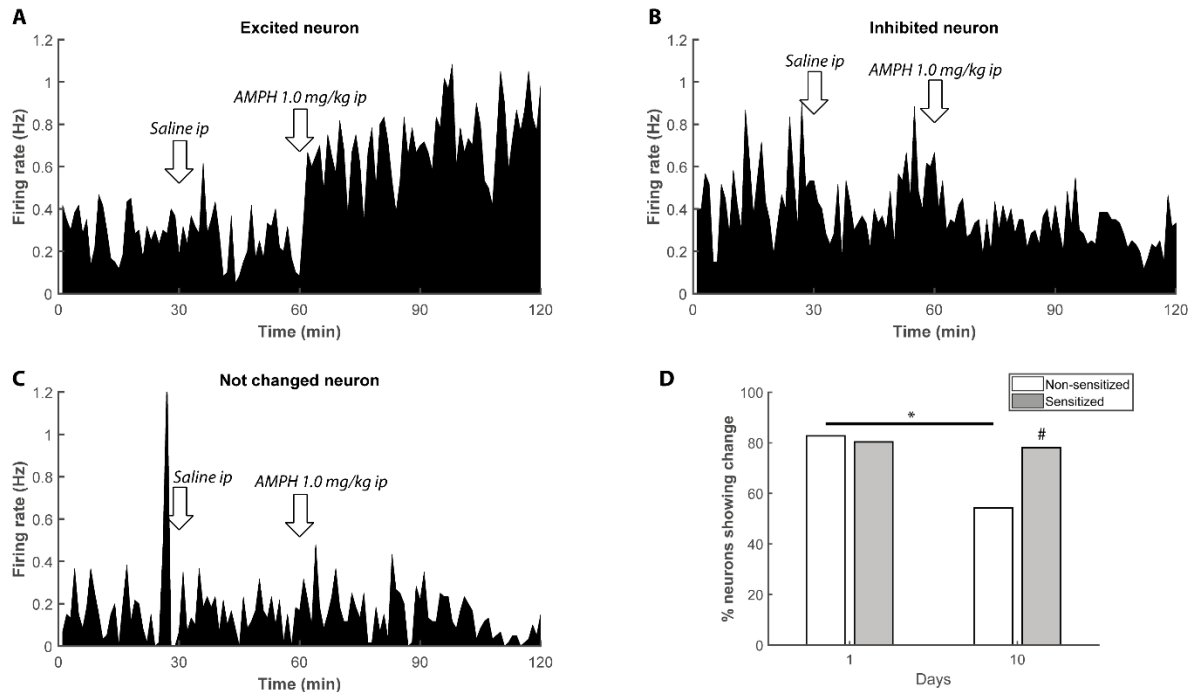 A
Excited neuron
1.2
1
0.8
0.6
0.4
0.2
0
Firing rate (Hz)
Saline ip
AMPH 1.0 mg/kg ip
0 30 60 90 120
Time (min)
B
Inhibited neuron
1.2
1
0.8
0.6
0.4
0.2
0
Firing rate (Hz)
Saline ip
AMPH 1.0 mg/kg ip
0 30 60 90 120
Time (min)
C
Not changed neuron
1.2
1
0.8
0.6
0.4
0.2
0
Firing rate (Hz)
Saline ip
AMPH 1.0 mg/kg ip
0 30 60 90 120
Time (min)
D
Non-sensitized
Sensitized
100
80
60
40
20
0
% neurons showing change
*
#
1 10
Days